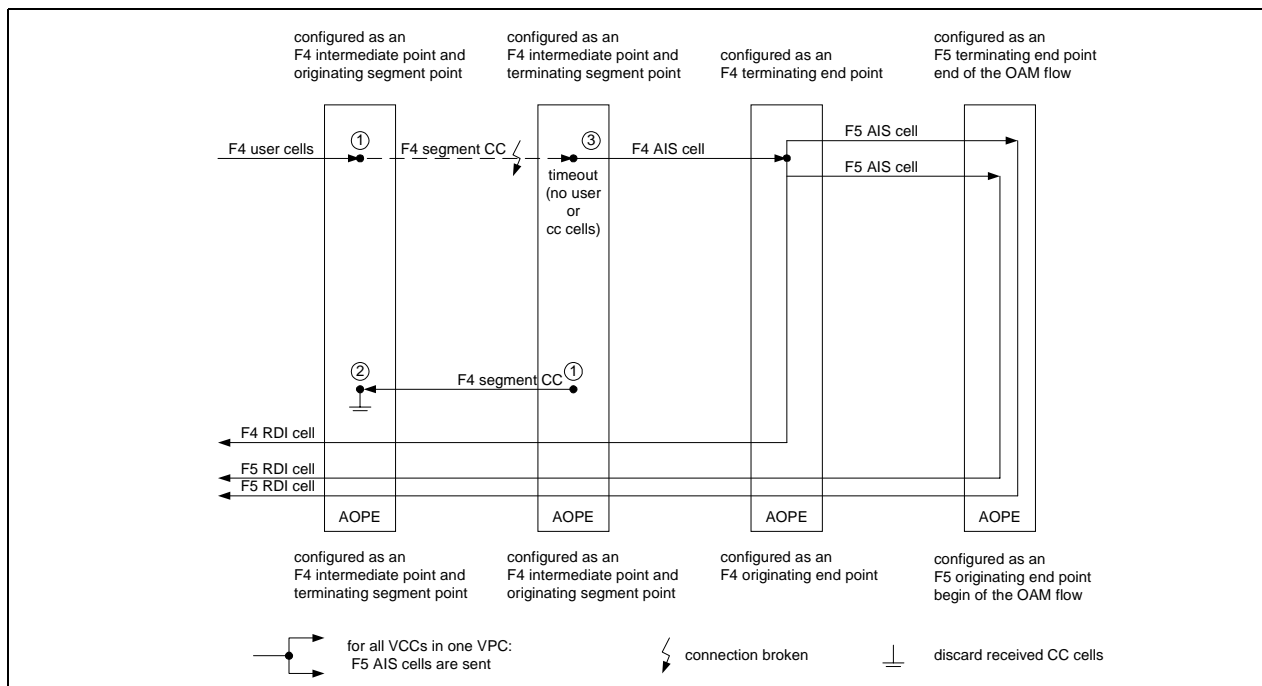 configured as an
F4 intermediate point and
originating segment point
configured as an
F4 intermediate point and
terminating segment point
configured as an
F4 terminating end point
configured as an
F5 terminating end point
end of the OAM flow
F4 user cells
1
F4 segment CC
3
timeout
(no user
or
cc cells)
F4 AIS cell
F5 AIS cell
F5 AIS cell
2
F4 segment CC
1
F4 RDI cell
F5 RDI cell
F5 RDI cell
AOPE
AOPE
AOPE
AOPE
configured as an
F4 intermediate point and
terminating segment point
configured as an
F4 intermediate point and
originating segment point
configured as an
F4 originating end point
configured as an
F5 originating end point
begin of the OAM flow
for all VCCs in one VPC:
F5 AIS cells are sent
connection broken
discard received CC cells